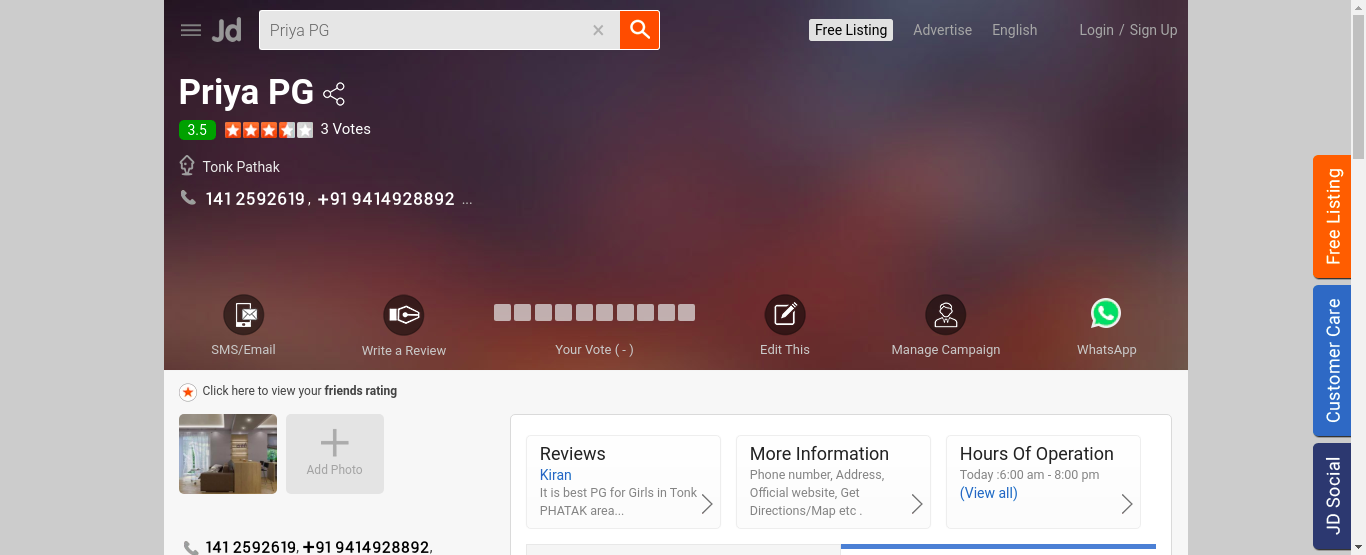 Jd
Priya PG
Free Listing
Advertise
English
Login / Sign Up
Priya PG
3.5
3 Votes
Tonk Pathak
141 2592619, +91 9414928892 ...
SMS/Email
Write a Review
Your Vote ( - )
Edit This
Manage Campaign
WhatsApp
Free Listing
Customer Care
JD Social
Click here to view your friends rating
Add Photo
Reviews
Kiran
It is best PG for Girls in Tonk
PHATAK area...
More Information
Phone number, Address,
Official website, Get
Directions/Map etc .
Hours Of Operation
Today :6:00 am - 8:00 pm
(View all)
141 2592619, +91 9414928892,